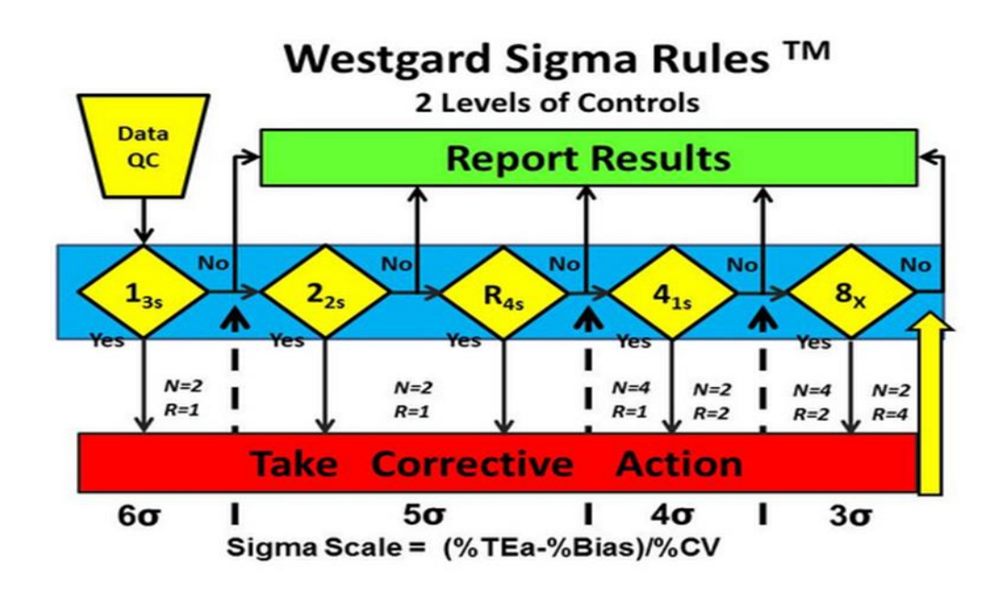 Westgard Sigma Rules TM
2 Levels of Controls
Data
QC
Report Results
No No No No No
13s 22s R4s 41s 8X
Yes Yes Yes Yes Yes
N=2 N=2 N=4 N=2 N=4 N=2
R=1 R=1 R=1 R=2 R=2 R=4
Take Corrective Action
6σ 5σ 4σ 3σ
Sigma Scale = (%TEa-%Bias)/%CV